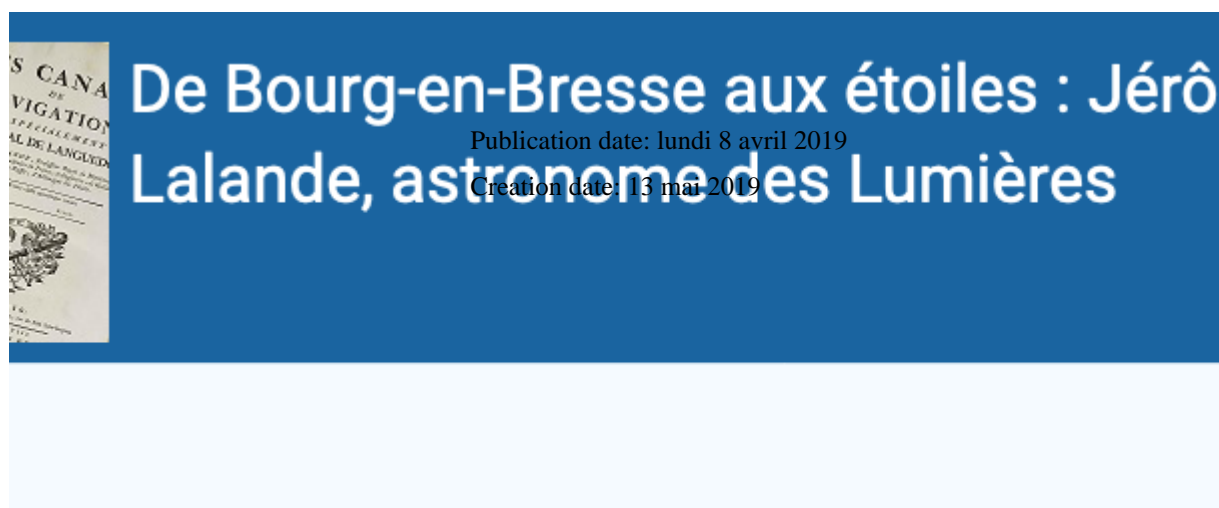 S CANA
DE
VIGATION
SPÉCIALEMENT
AL DE LANGUED
De Bourg-en-Bresse aux étoiles : Jérô
Publication date: lundi 8 avril 2019
Lalande, astronome des Lumières
Creation date: 13 mai 2019